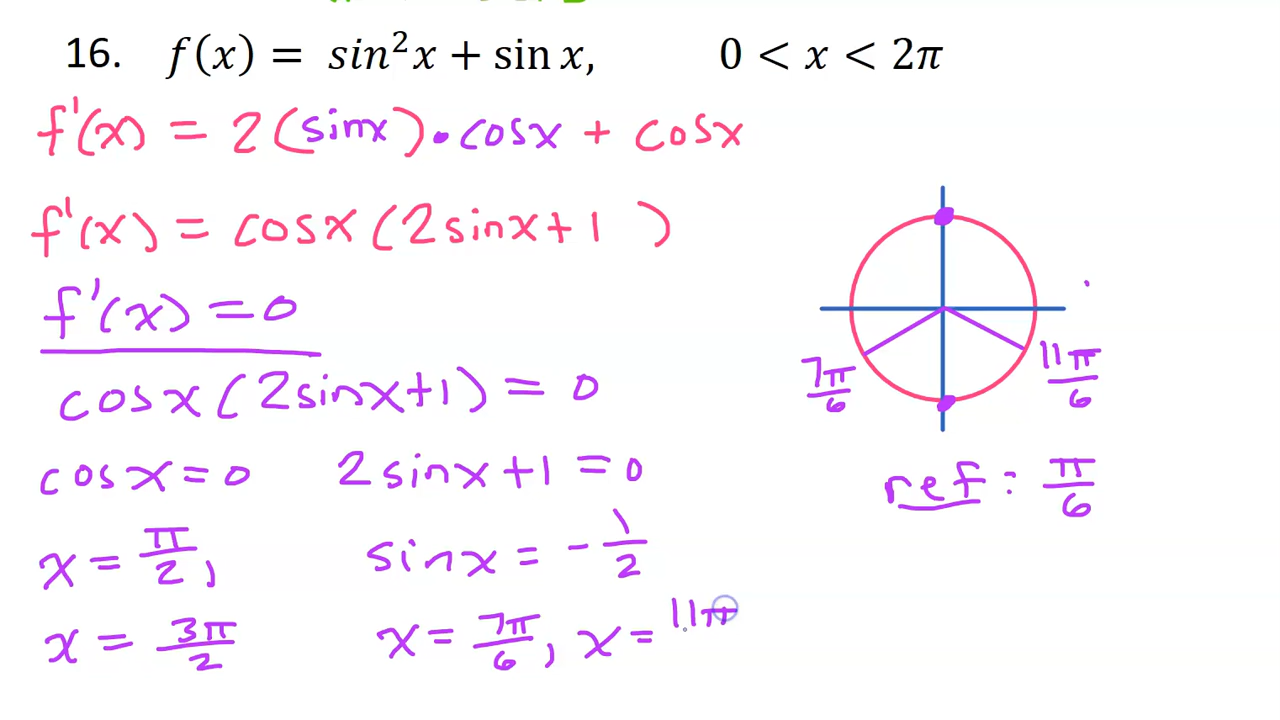 16. f(x) = sin²x + sin x, 0 < x < 2π
f'(x) = 2(sinx)·cosx + cosx
f'(x) = cosx(2sinx+1 )
f'(x) = 0
cosx(2sinx+1) = 0
cosx = 0 2sinx+1 = 0
x = π/2, sinx = -1/2
x = 3π/2 x = 7π/6, x = 11π
7π/6 11π/6
ref: π/6